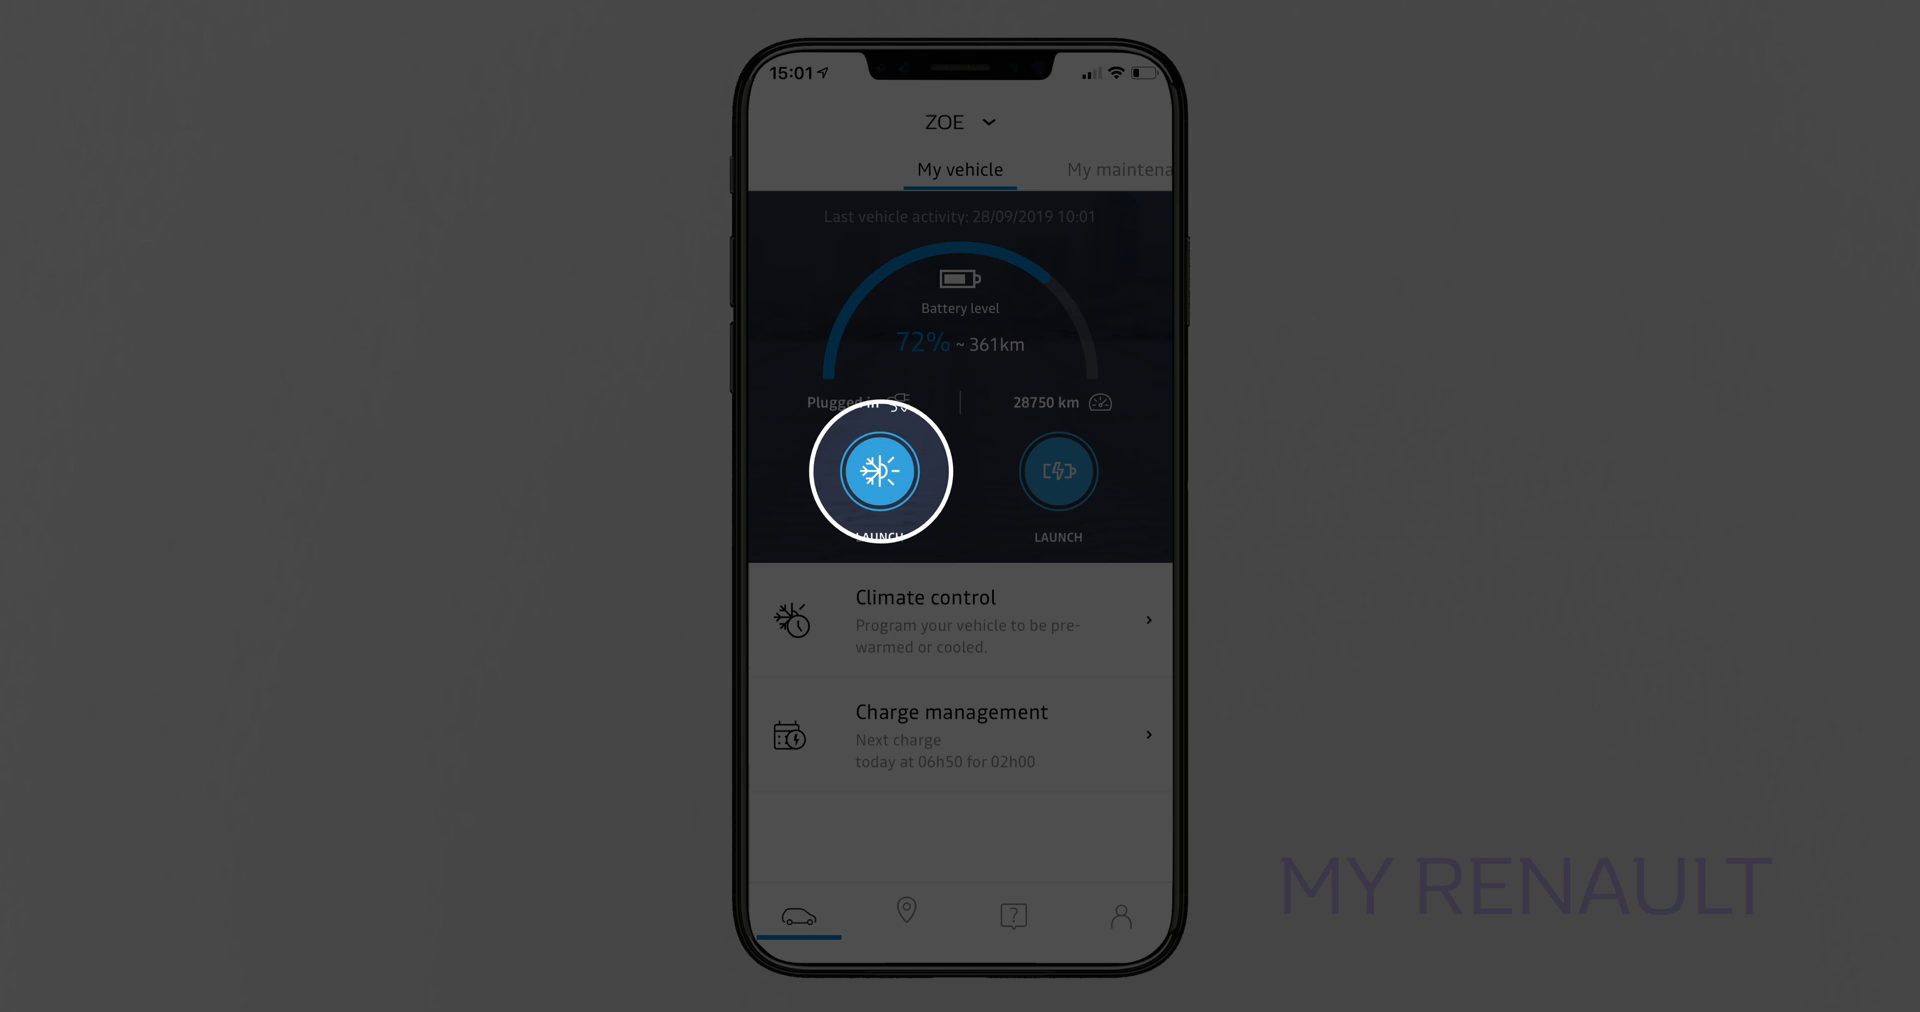 15:01
ZOE
My vehicle
My maintena
Last vehicle activity: 28/09/2019 10:01
Battery level
72% ~ 361km
Plugged in
28750 km
LAUNCH
LAUNCH
Climate control
Program your vehicle to be pre-
warmed or cooled.
Charge management
Next charge
today at 06h50 for 02h00
MY RENAULT